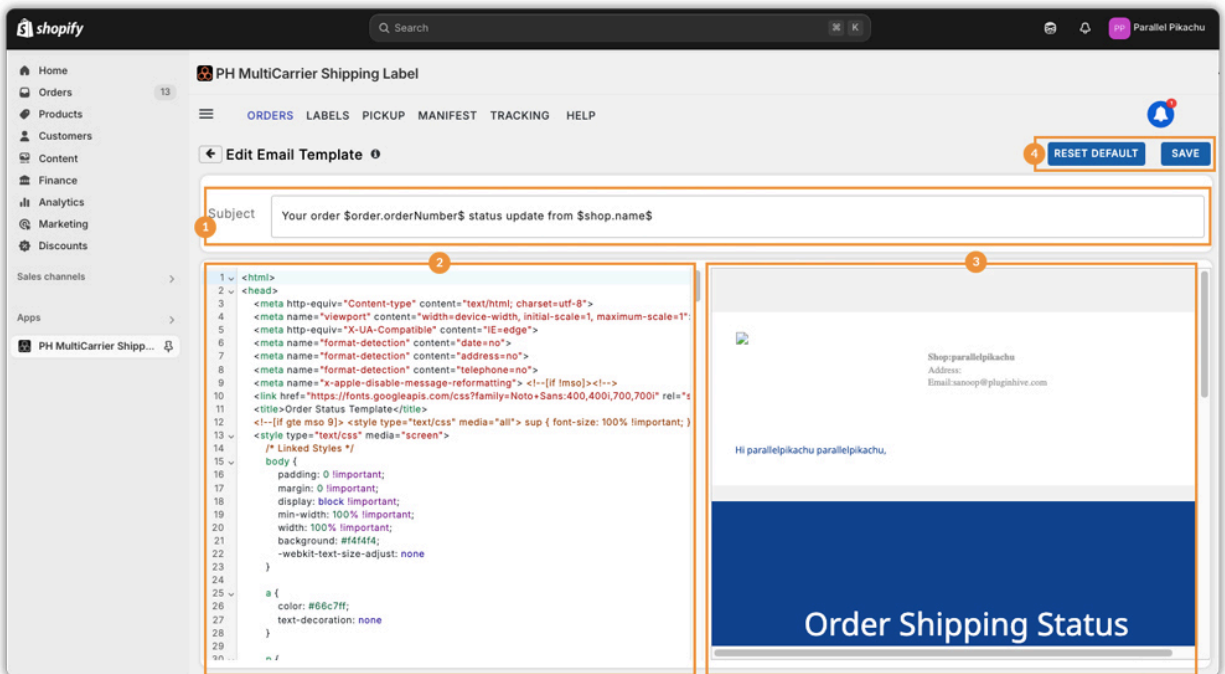 shopify
Search
⌘ K
PP
Parallel Pikachu
Home
Orders 13
Products
Customers
Content
Finance
Analytics
Marketing
Discounts
Sales channels
Apps
PH MultiCarrier Shipp...
PH MultiCarrier Shipping Label
ORDERS LABELS PICKUP MANIFEST TRACKING HELP
1
Edit Email Template
4
RESET DEFAULT
SAVE
Subject
Your order $order.orderNumber$ status update from $shop.name$
1
2
3
1 <html>
2 <head>
3 <meta http-equiv="Content-type" content="text/html; charset=utf-8">
4 <meta name="viewport" content="width=device-width, initial-scale=1, maximum-scale=1"
5 <meta http-equiv="X-UA-Compatible" content="IE=edge">
6 <meta name="format-detection" content="date=no">
7 <meta name="format-detection" content="address=no">
8 <meta name="format-detection" content="telephone=no">
9 <meta name="x-apple-disable-message-reformatting"> <!--[if !mso]><!-->
10 <link href="https://fonts.googleapis.com/css?family=Noto+Sans:400,400i,700,700i" rel="s
11 <title>Order Status Template</title>
12 <!--[if gte mso 9]> <style type="text/css" media="all"> sup { font-size: 100% !important; }
13 <style type="text/css" media="screen">
14 /* Linked Styles */
15 body {
16 padding: 0 !important;
17 margin: 0 !important;
18 display: block !important;
19 min-width: 100% !important;
20 width: 100% !important;
21 background: #f4f4f4;
22 -webkit-text-size-adjust: none
23 }
24
25 a {
26 color: #66c7ff;
27 text-decoration: none
28 }
29
30 p {
Shop:parallelpikachu
Address:
Email:sanoop@pluginhive.com
Hi parallelpikachu parallelpikachu,
Order Shipping Status